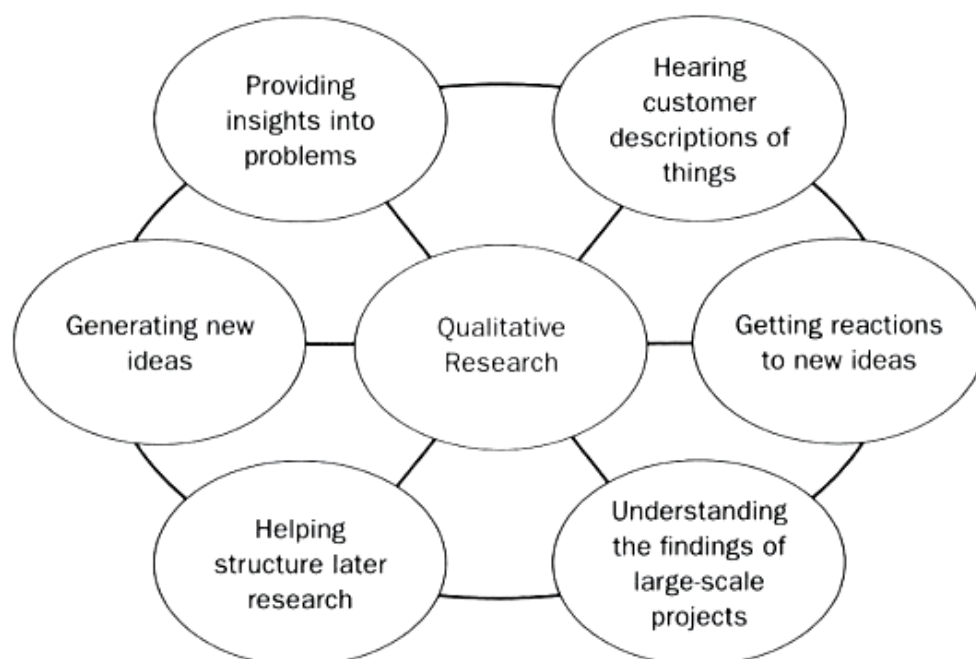 Providing
insights into
problems
Hearing
customer
descriptions of
things
Generating new
ideas
Qualitative
Research
Getting reactions
to new ideas
Helping
structure later
research
Understanding
the findings of
large-scale
projects